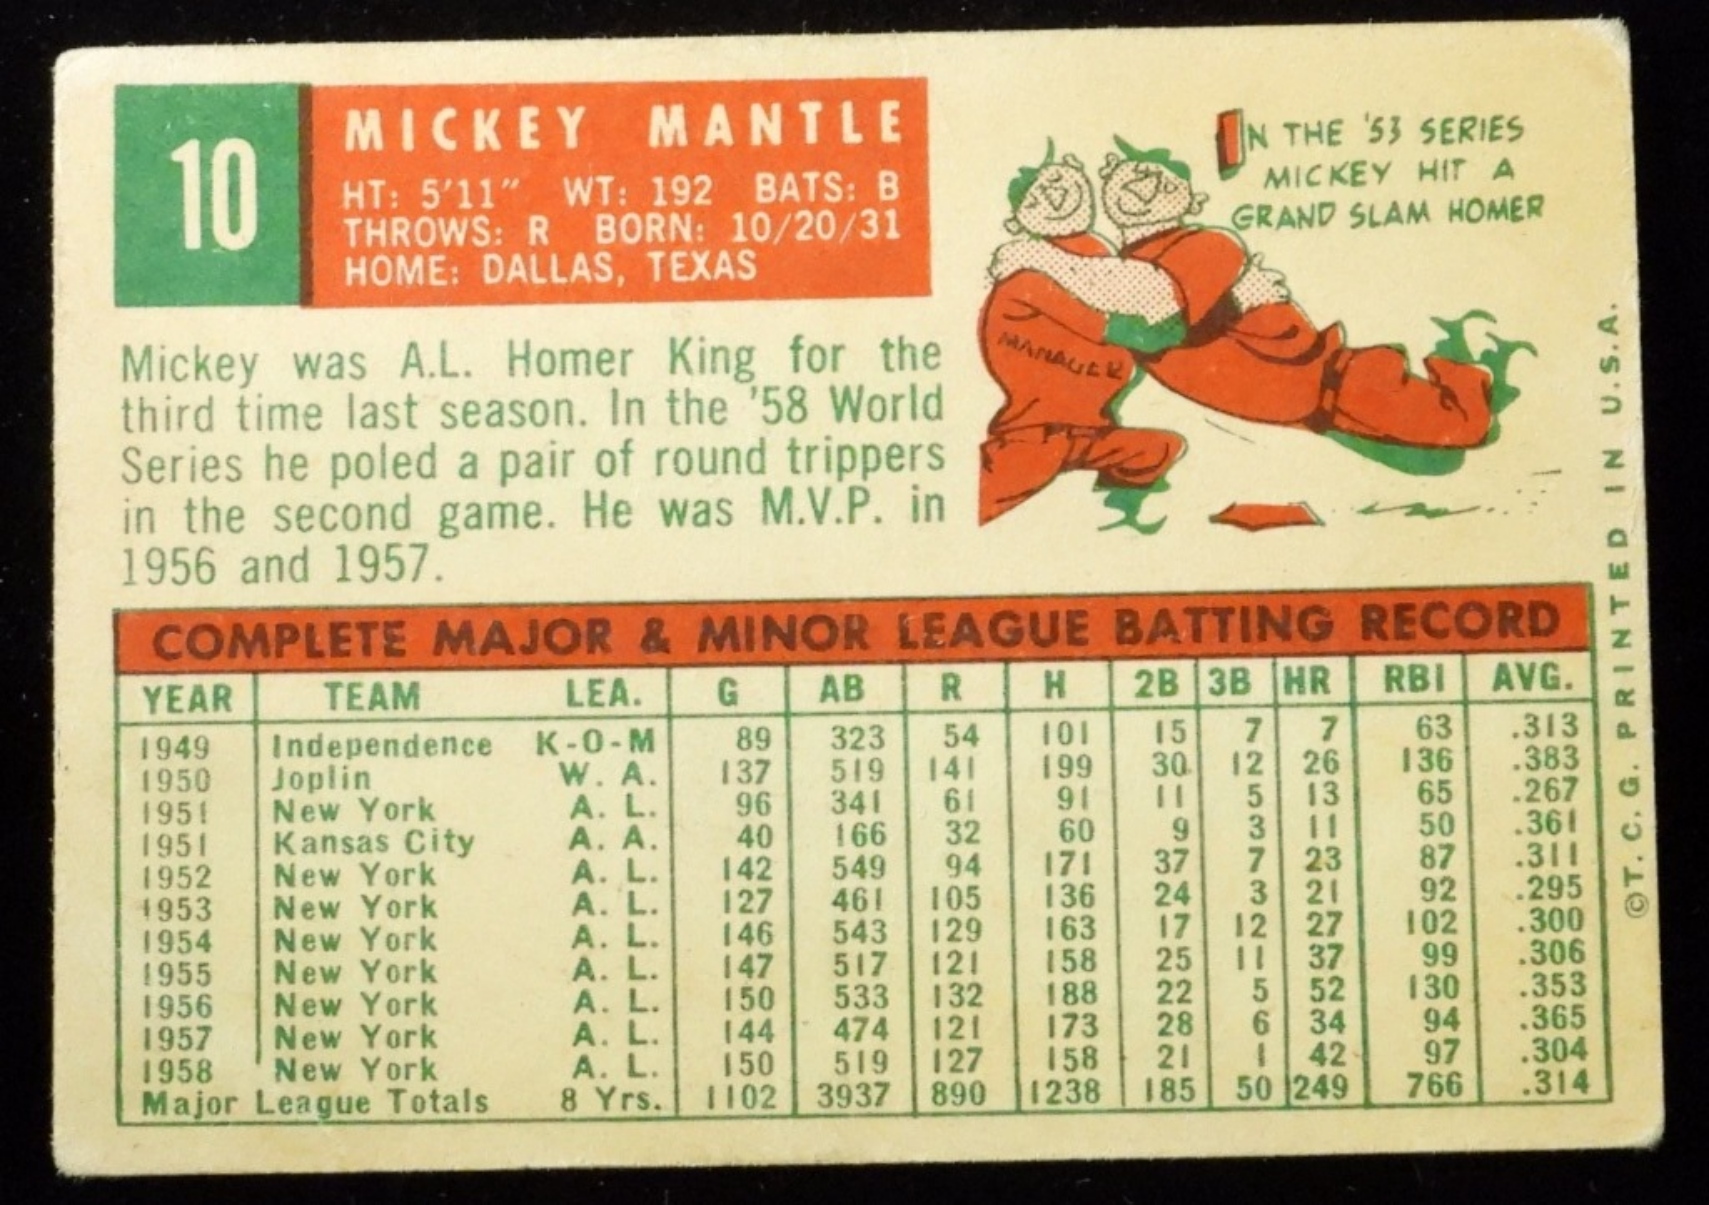 10
MICKEY MANTLE
HT: 5'11" WT: 192 BATS: B
THROWS: R BORN: 10/20/31
HOME: DALLAS, TEXAS
IN THE '53 SERIES
MICKEY HIT A
GRAND SLAM HOMER
MANAGER
Mickey was A.L. Homer King for the
third time last season. In the '58 World
Series he poled a pair of round trippers
in the second game. He was M.V.P. in
1956 and 1957.
COMPLETE MAJOR & MINOR LEAGUE BATTING RECORD
YEAR TEAM LEA. G AB R H 2B 3B HR RBI AVG.
1949 Independence K-O-M 89 323 54 101 15 7 7 63 .313
1950 Joplin W. A. 137 519 141 199 30 12 26 136 .383
1951 New York A. L. 96 341 61 91 11 5 13 65 .267
1951 Kansas City A. A. 40 166 32 60 9 3 11 50 .361
1952 New York A. L. 142 549 94 171 37 7 23 87 .311
1953 New York A. L. 127 461 105 136 24 3 21 92 .295
1954 New York A. L. 146 543 129 163 17 12 27 102 .300
1955 New York A. L. 147 517 121 158 25 11 37 99 .306
1956 New York A. L. 150 533 132 188 22 5 52 130 .353
1957 New York A. L. 144 474 121 173 28 6 34 94 .365
1958 New York A. L. 150 519 127 158 21 1 42 97 .304
Major League Totals 8 Yrs. 1102 3937 890 1238 185 50 249 766 .314
©T. C. G. PRINTED IN U.S.A.